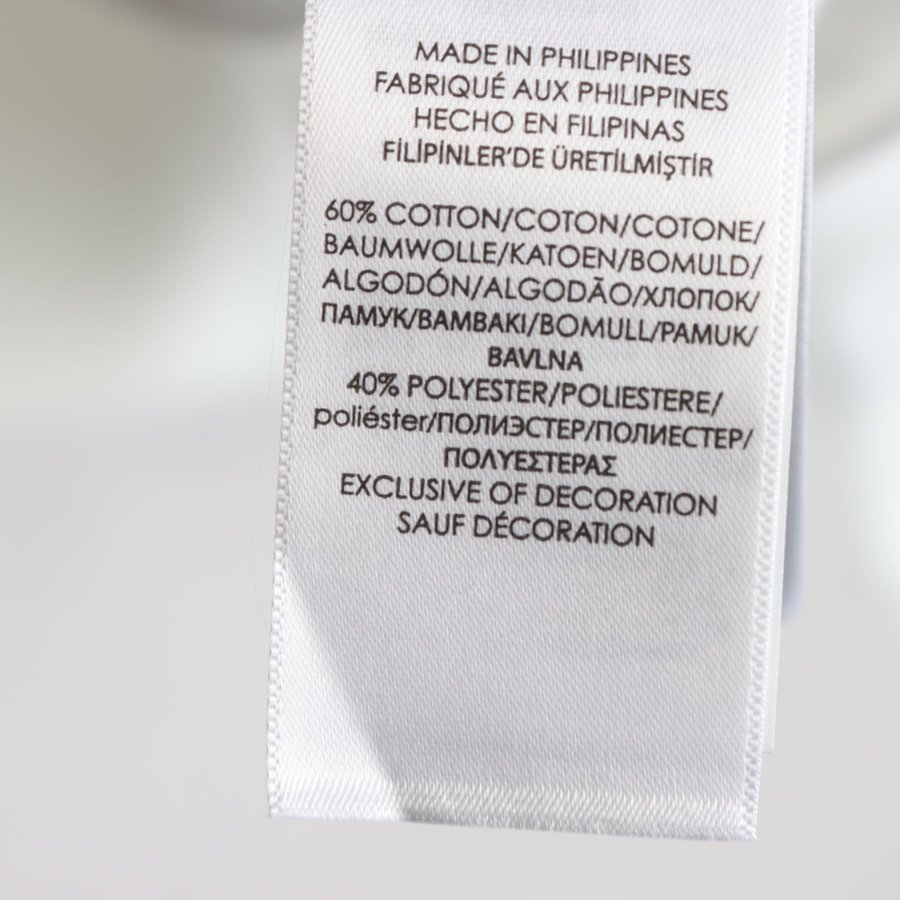 MADE IN PHILIPPINES
FABRIQUÉ AUX PHILIPPINES
HECHO EN FILIPINAS
FİLİPİNLER'DE ÜRETİLMİŞTİR
60% COTTON/COTON/COTONE/
BAUMWOLLE/KATOEN/BOMULD/
ALGODÓN/ALGODÃO/ХЛОПОК/
ПАМУК/ΒΑΜΒΑΚΙ/BOMULL/PAMUK/
BAVLNA
40% POLYESTER/POLIESTERE/
poliéster/ПОЛИЭСТЕР/ПОЛИЕСТЕР/
ΠΟΛΥΕΣΤΕΡΑΣ
EXCLUSIVE OF DECORATION
SAUF DÉCORATION